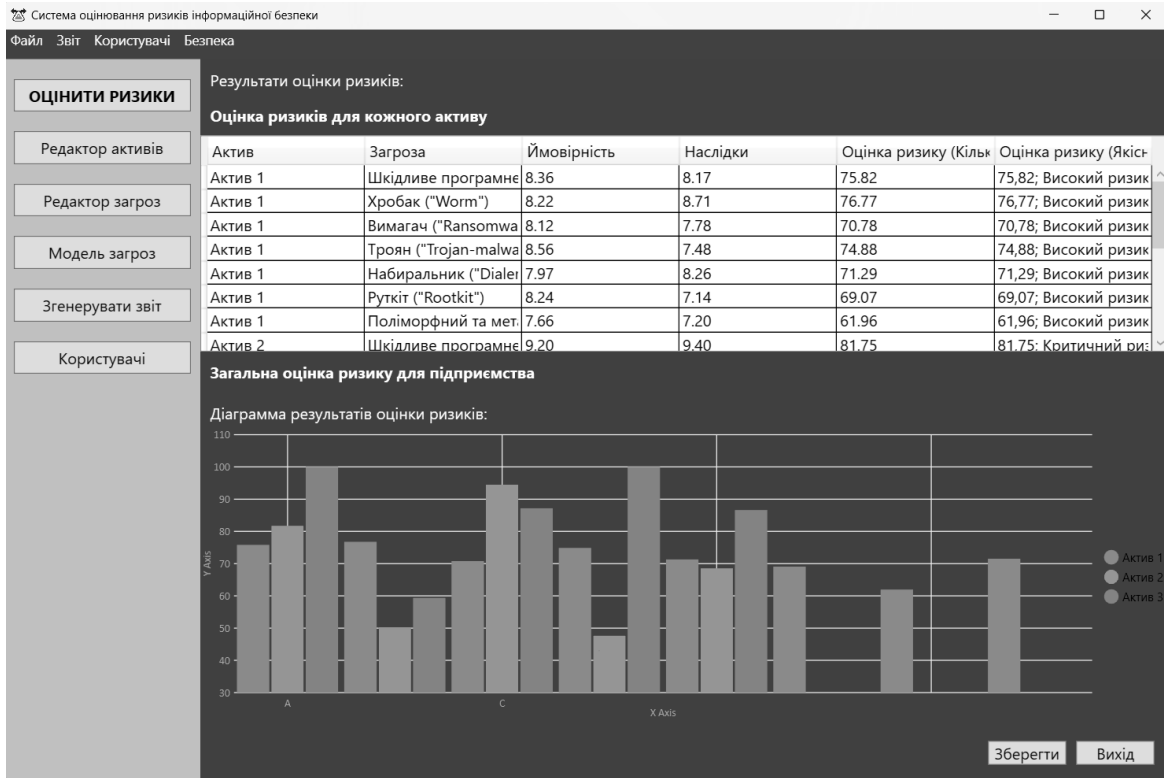 Система оцінювання ризиків інформаційної безпеки
Файл Звіт Користувачі Безпека
ОЦІНИТИ РИЗИКИ
Редактор активів
Редактор загроз
Модель загроз
Згенерувати звіт
Користувачі
Результати оцінки ризиків:
Оцінка ризиків для кожного активу
Актив Загроза Ймовірність Наслідки Оцінка ризику (Кільк Оцінка ризику (Якісн
Актив 1 Шкідливе програмне 8.36 8.17 75.82 75,82; Високий ризик
Актив 1 Хробак ("Worm") 8.22 8.71 76.77 76,77; Високий ризик
Актив 1 Вимагач ("Ransomwa 8.12 7.78 70.78 70,78; Високий ризик
Актив 1 Троян ("Trojan-malwa 8.56 7.48 74.88 74,88; Високий ризик
Актив 1 Набиральник ("Dialer 7.97 8.26 71.29 71,29; Високий ризик
Актив 1 Руткіт ("Rootkit") 8.24 7.14 69.07 69,07; Високий ризик
Актив 1 Поліморфний та мет 7.66 7.20 61.96 61,96; Високий ризик
Актив 2 Шкідливе програмне 9.20 9.40 81.75 81.75; Критичний риз
Загальна оцінка ризику для підприємства
Діаграмма результатів оцінки ризиків:
110
100
90
80
70
60
50
40
30
Y Axis
A C
X Axis
Актив 1
Актив 2
Актив 3
Зберегти Вихід